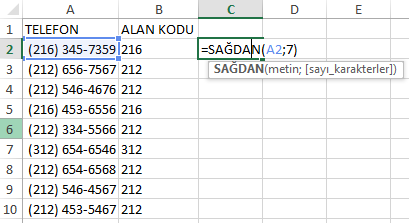 A B C D E F
1 TELEFON ALAN KODU
2 (216) 345-7359 216 =SAĞDAN(A2;7)
3 (212) 656-7567 212 SAĞDAN(metin; [sayı_karakterler])
4 (212) 546-4676 212
5 (216) 453-6556 216
6 (212) 334-5566 212
7 (312) 654-6546 312
8 (212) 654-6568 212
9 (212) 546-4567 212
10 (212) 453-5467 212